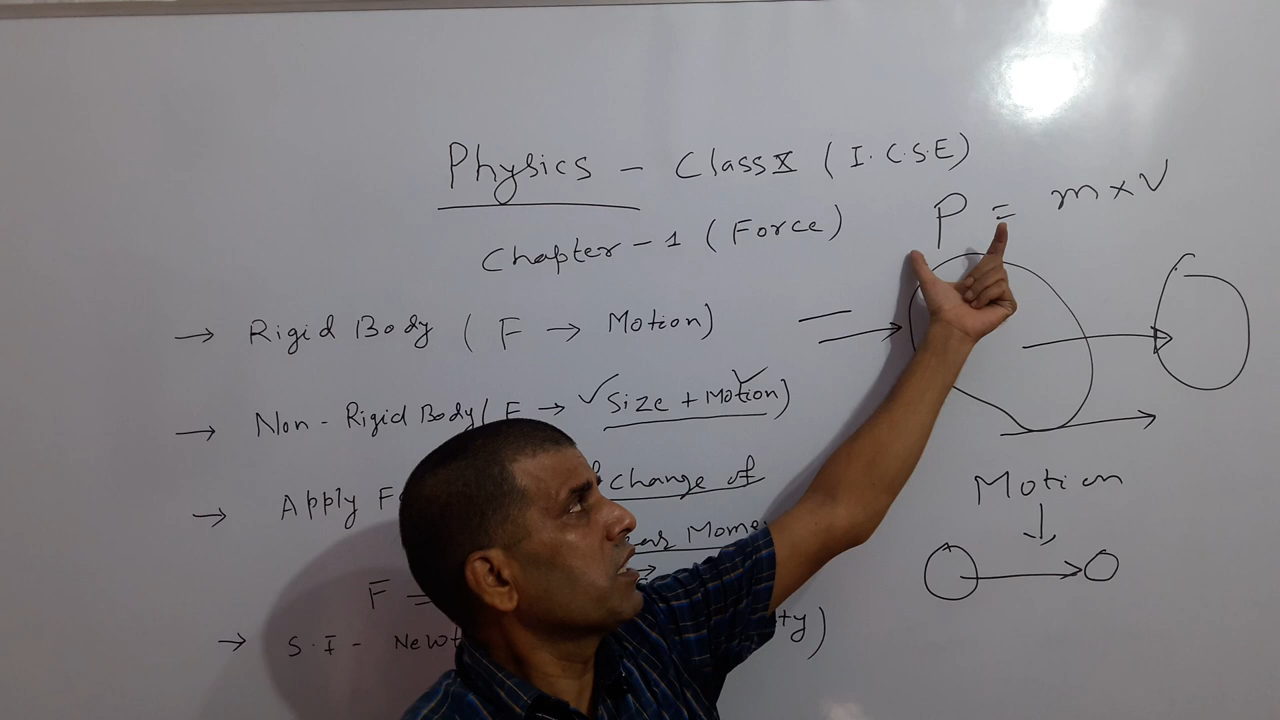 Physics - Class X (I.C.S.E)
Chapter - 1 (Force)
P = m × v
→ Rigid Body ( F → Motion)
→ Non - Rigid Body ( F → Size + Motion)
→ Apply F
change of
Mome
F =
→ S.I - Newt
ty)
Motion